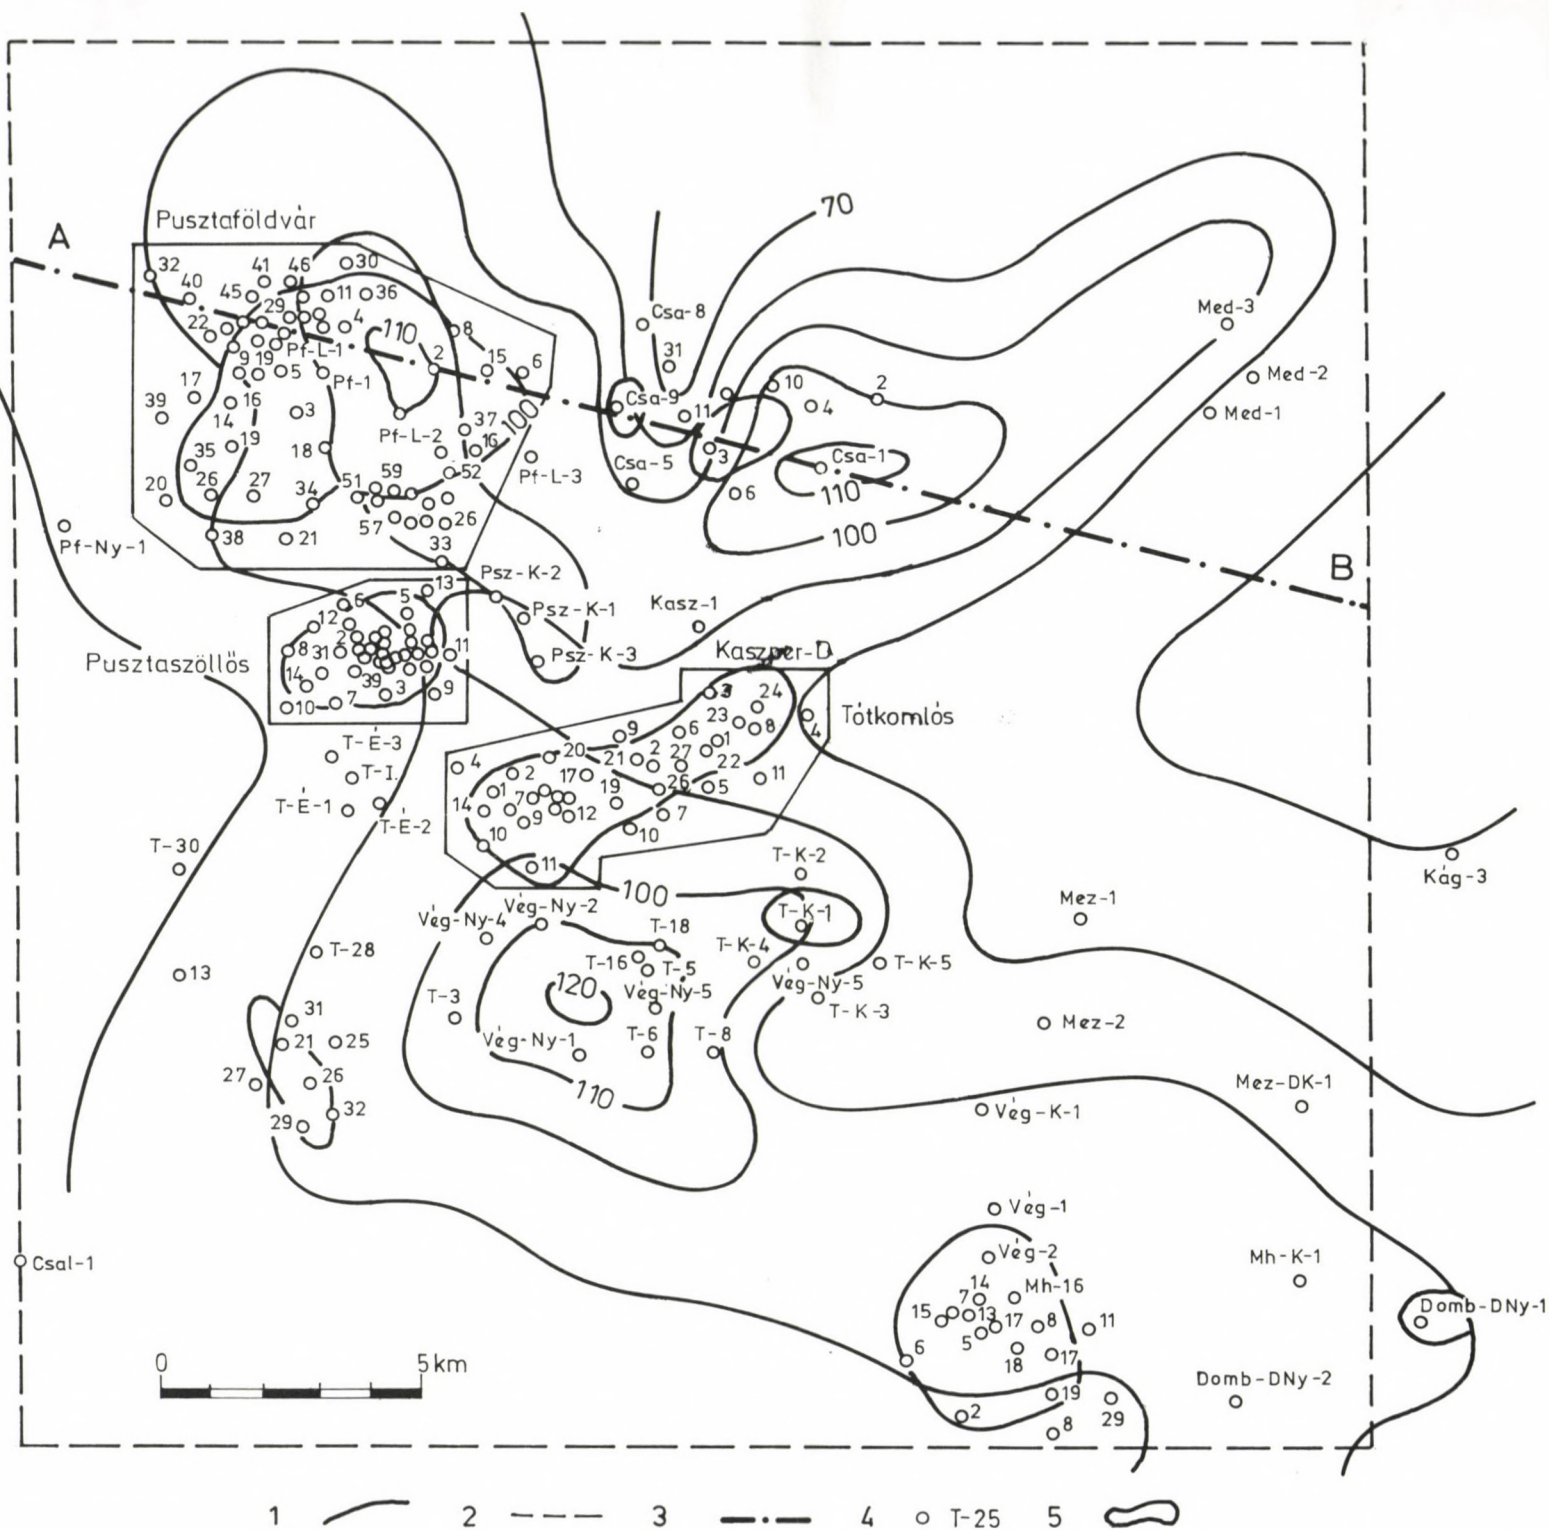 70
A
Pusztaföldvár
32
41
46
30
40
45
11
36
29
22
4
110
8
Csa-8
Med-3
9
19
Pf-L-1
2
15
6
31
5
Pf-1
17
16
3
Csa-9
10
2
4
Med-2
39
14
37
100
11
Med-1
19
18
Pf-L-2
16
35
52
Pf-L-3
Csa-5
3
Csa-1
26
27
34
51
59
6
110
20
57
26
100
38
21
33
Pf-Ny-1
B
13
Psz-K-2
6
5
Psz-K-1
Kasz-1
12
2
8
31
11
Psz-K-3
Kaszper-D
Pusztaszöllős
14
39
3
9
10
7
3
24
Tótkomlós
23
8
4
T-É-3
9
6
1
20
21
2
27
22
4
T-I.
2
17
26
11
1
5
T-É-1
14
7
19
12
7
T-É-2
9
10
10
T-30
11
T-K-2
Kág-3
100
Mez-1
Vég-Ny-2
T-K-1
Vég-Ny-4
T-18
T-28
T-16
T-5
T-K-4
T-K-5
13
Vég-Ny-5
120
Vég-Ny-5
T-3
T-K-3
31
Mez-2
Vég-Ny-1
T-6
T-8
21
25
27
26
110
Mez-DK-1
32
Vég-K-1
29
Vég-1
Csal-1
Vég-2
Mh-K-1
14
Mh-16
7
15
13
17
8
11
Domb-DNy-1
5
6
18
17
0
5 km
Domb-DNy-2
19
29
2
8
1
2
3
4
T-25
5